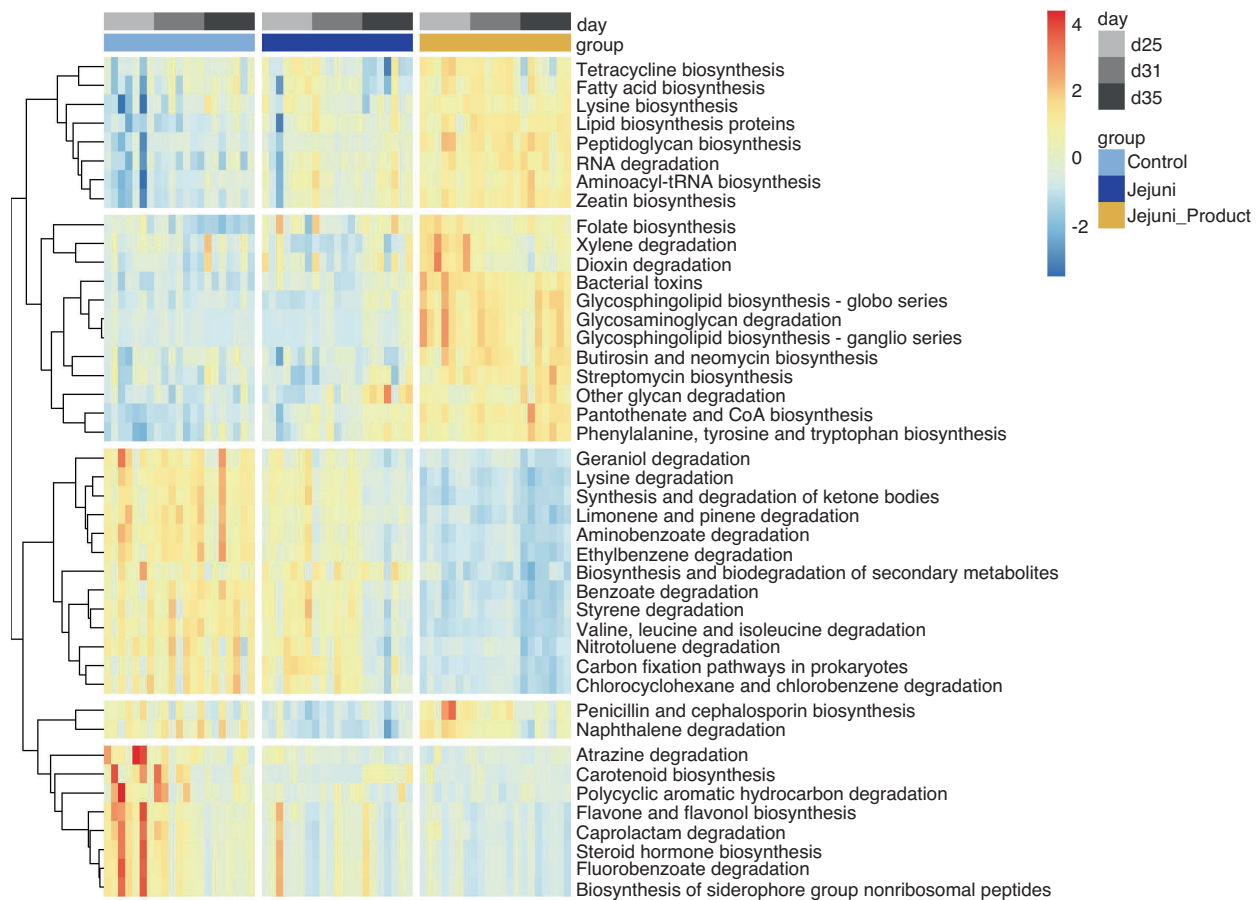 day
group
Tetracycline biosynthesis
Fatty acid biosynthesis
Lysine biosynthesis
Lipid biosynthesis proteins
Peptidoglycan biosynthesis
RNA degradation
Aminoacyl-tRNA biosynthesis
Zeatin biosynthesis
Folate biosynthesis
Xylene degradation
Dioxin degradation
Bacterial toxins
Glycosphingolipid biosynthesis - globo series
Glycosaminoglycan degradation
Glycosphingolipid biosynthesis - ganglio series
Butirosin and neomycin biosynthesis
Streptomycin biosynthesis
Other glycan degradation
Pantothenate and CoA biosynthesis
Phenylalanine, tyrosine and tryptophan biosynthesis
Geraniol degradation
Lysine degradation
Synthesis and degradation of ketone bodies
Limonene and pinene degradation
Aminobenzoate degradation
Ethylbenzene degradation
Biosynthesis and biodegradation of secondary metabolites
Benzoate degradation
Styrene degradation
Valine, leucine and isoleucine degradation
Nitrotoluene degradation
Carbon fixation pathways in prokaryotes
Chlorocyclohexane and chlorobenzene degradation
Penicillin and cephalosporin biosynthesis
Naphthalene degradation
Atrazine degradation
Carotenoid biosynthesis
Polycyclic aromatic hydrocarbon degradation
Flavone and flavonol biosynthesis
Caprolactam degradation
Steroid hormone biosynthesis
Fluorobenzoate degradation
Biosynthesis of siderophore group nonribosomal peptides
4
2
0
-2
day
d25
d31
d35
group
Control
Jejuni
Jejuni_Product